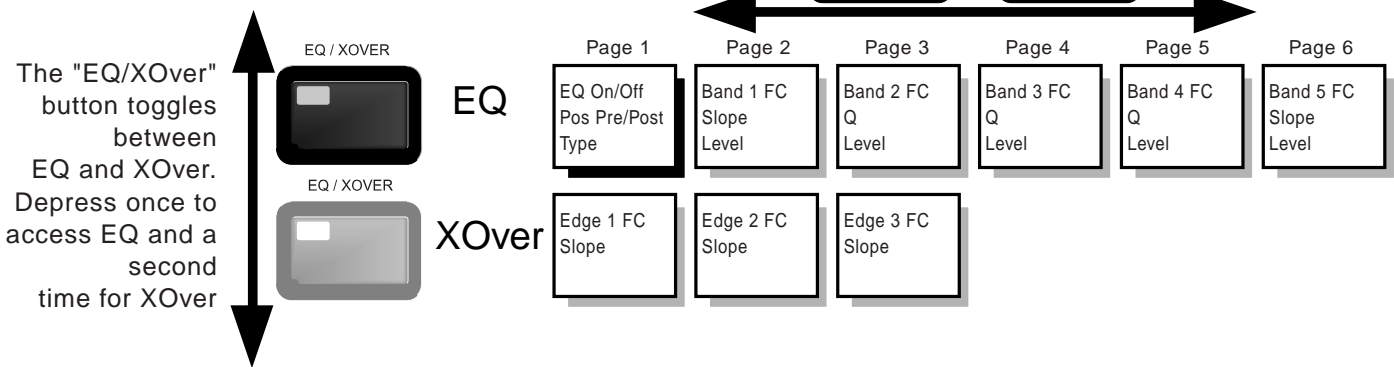 The "EQ/XOver"
button toggles
between
EQ and XOver.
Depress once to
access EQ and a
second
time for XOver
EQ / XOVER
EQ
Page 1
EQ On/Off
Pos Pre/Post
Type
Page 2
Band 1 FC
Slope
Level
Page 3
Band 2 FC
Q
Level
Page 4
Band 3 FC
Q
Level
Page 5
Band 4 FC
Q
Level
Page 6
Band 5 FC
Slope
Level
EQ / XOVER
XOver
Edge 1 FC
Slope
Edge 2 FC
Slope
Edge 3 FC
Slope